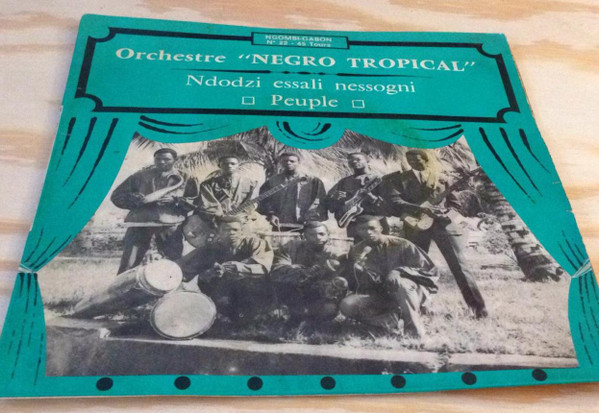 NGOMBI-GABON
N° 22 - 45 Tours
Orchestre "NEGRO TROPICAL"
Ndodzi essali nessogni
□ Peuple □